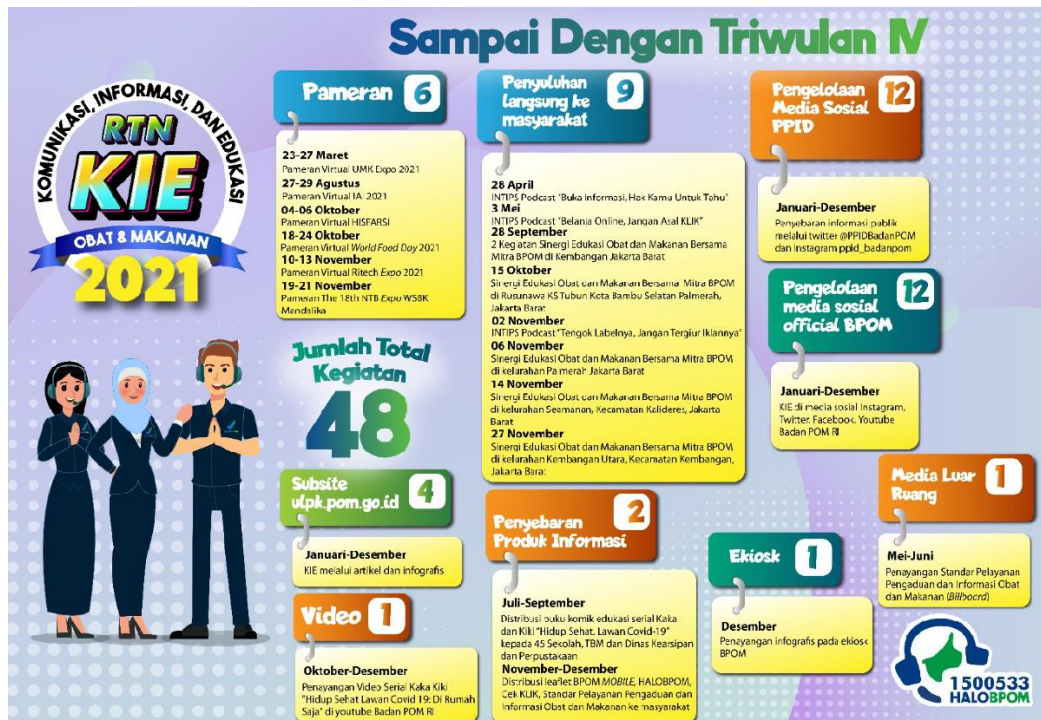 Sampai Dengan Triwulan IV
KOMUNIKASI, INFORMASI, DAN EDUKASI
RTN
KIE
OBAT & MAKANAN
2021
Pameran 6
23-27 Maret
Pameran Virtual UMK Expo 2021
27-29 Agustus
Pameran Virtual IAI 2021
04-06 Oktober
Pameran Virtual HISFARSI
18-24 Oktober
Pameran Virtual World Food Day 2021
10-13 November
Pameran Virtual Ritech Expo 2021
19-21 November
Pameran The 18th NTB Expo WSBK
Mandalika
Jumlah Total
Kegiatan
48
Subsite
ulpk.pom.go.id 4
Januari-Desember
KIE melalui artikel dan infografis
Video 1
Oktober-Desember
Penayangan Video Serial Kaka Kiki
"Hidup Sehat Lawan Covid 19: Di Rumah
Saja" di youtube Badan POM RI
Penyuluhan
langsung ke
masyarakat 9
28 April
INTIPS Podcast "Buka Informasi, Hak Kamu Untuk Tahu"
3 Mei
INTIPS Podcast "Belanja Online, Jangan Asal KLIK"
28 September
2 Kegiatan Sinergi Edukasi Obat dan Makanan Bersama
Mitra BPOM di Kembangan Jakarta Barat
15 Oktober
Sinergi Edukasi Obat dan Makanan Bersama Mitra BPOM
di Rusunawa KS Tubun Kota Bambu Selatan Palmerah,
Jakarta Barat
02 November
INTIPS Podcast "Tengok Labelnya, Jangan Tergiur Iklannya"
06 November
Sinergi Edukasi Obat dan Makanan Bersama Mitra BPOM
di kelurahan Palmerah Jakarta Barat
14 November
Sinergi Edukasi Obat dan Makanan Bersama Mitra BPOM
di kelurahan Semanan, Kecamatan Kalideres, Jakarta
Barat
27 November
Sinergi Edukasi Obat dan Makanan Bersama Mitra BPOM
di kelurahan Kembangan Utara, Kecamatan Kembangan,
Jakarta Barat
Penyebaran
Produk Informasi 2
Juli-September
Distribusi buku komik edukasi serial Kaka
dan Kiki "Hidup Sehat. Lawan Covid-19"
kepada 45 Sekolah, TBM dan Dinas Kearsipan
dan Perpustakaan
November-Desember
Distribusi leaflet BPOM MOBILE, HALOBPOM,
Cek KLIK, Standar Pelayanan Pengaduan dan
Informasi Obat dan Makanan ke masyarakat
Pengelolaan
Media Sosial
PPID 12
Januari-Desember
Penyebaran informasi publik
melalui twitter @PPIDBadanPOM
dan Instagram ppid_badanpom
Pengelolaan
media sosial
official BPOM 12
Januari-Desember
KIE di media sosial Instagram,
Twitter, Facebook, Youtube
Badan POM RI
Ekiosk 1
Desember
Penayangan infografis pada ekiosk
BPOM
Media Luar
Ruang 1
Mei-Juni
Penayangan Standar Pelayanan
Pengaduan dan Informasi Obat
dan Makanan (Billboard)
1500533
HALOBPOM